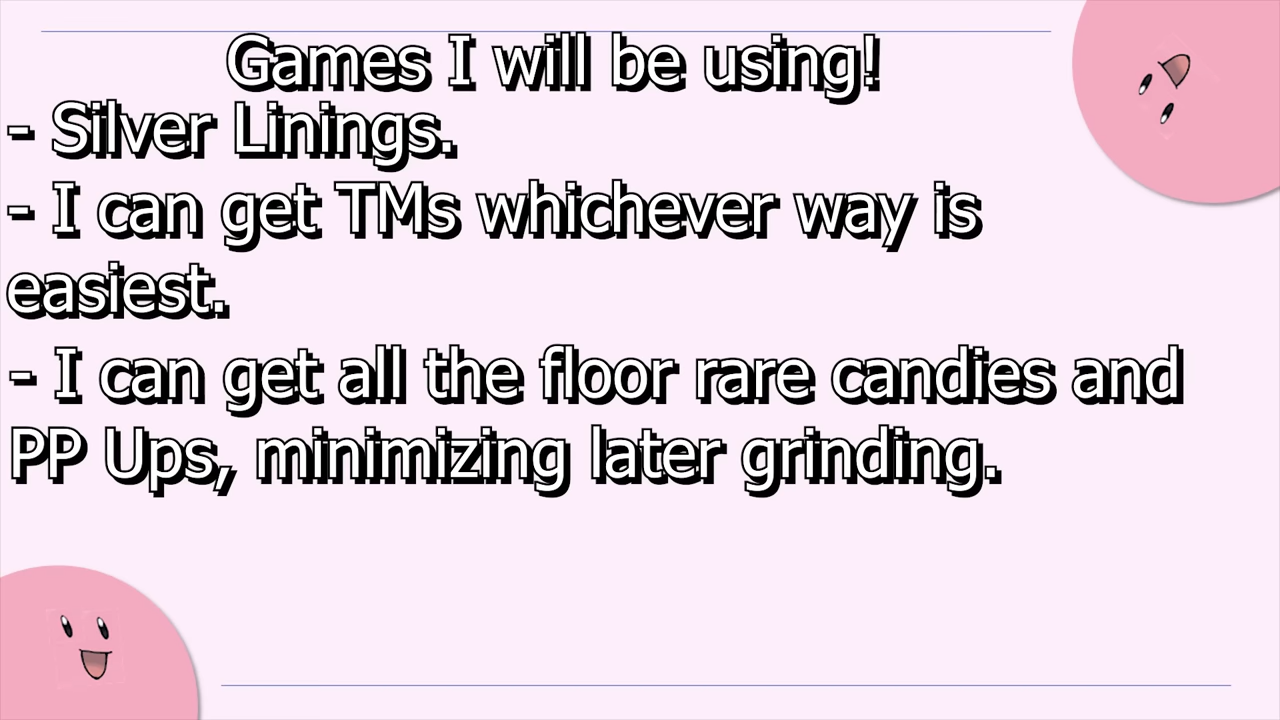 Games I will be using!
- Silver Linings.
- I can get TMs whichever way is
easiest.
- I can get all the floor rare candies and
PP Ups, minimizing later grinding.